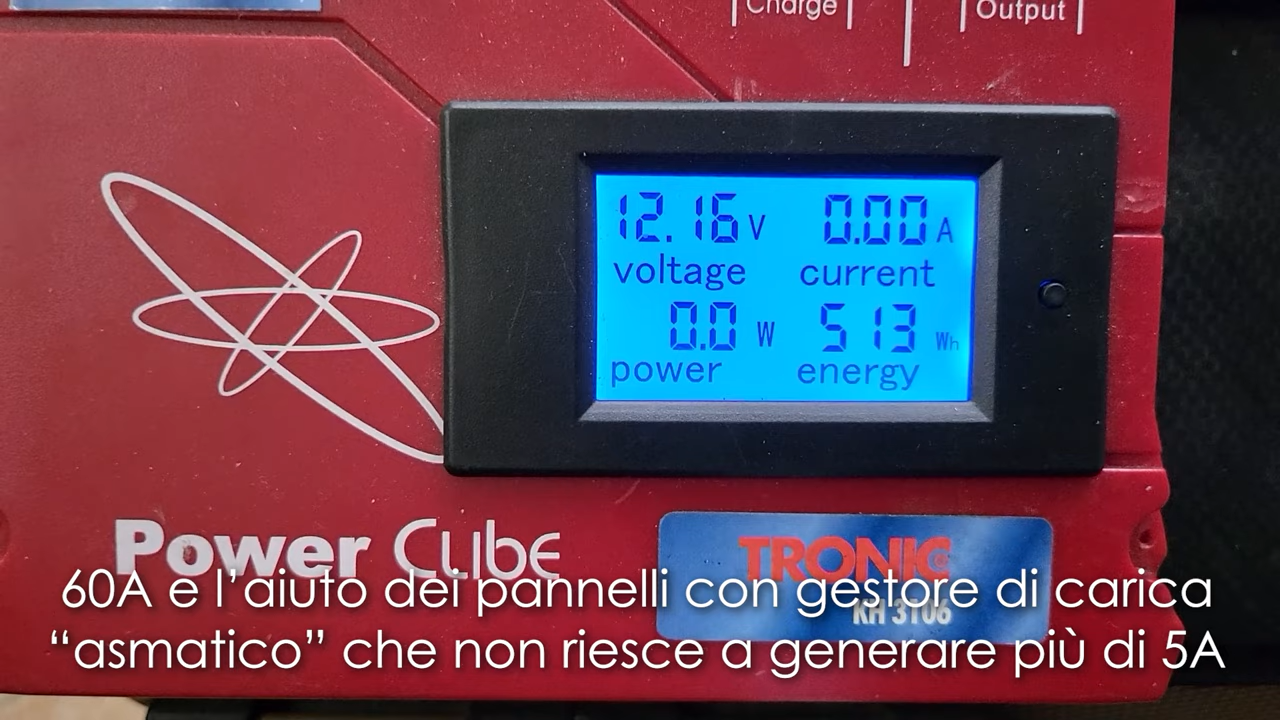 Charge Output
12.16 V 0.00 A
voltage current
0.0 W 513 Wh
power energy
Power Cube
TRONIC
KH 3106
60A e l’aiuto dei pannelli con gestore di carica
“asmatico” che non riesce a generare più di 5A